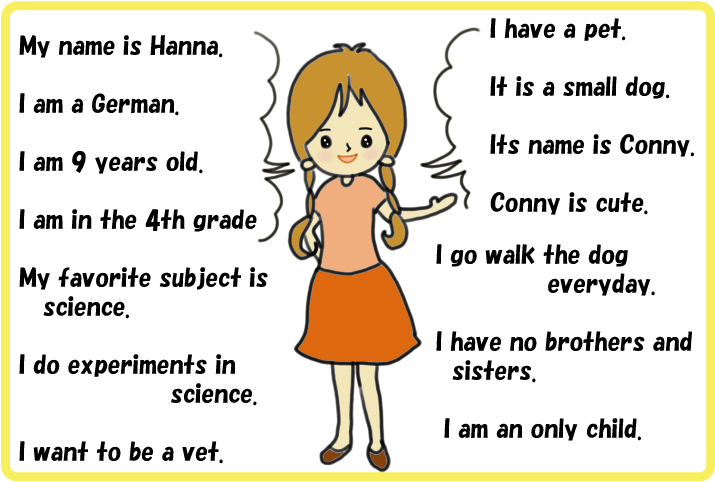 My name is Hanna.
I am a German.
I am 9 years old.
I am in the 4th grade
My favorite subject is
science.
I do experiments in
science.
I want to be a vet.
I have a pet.
It is a small dog.
Its name is Conny.
Conny is cute.
I go walk the dog
everyday.
I have no brothers and
sisters.
I am an only child.